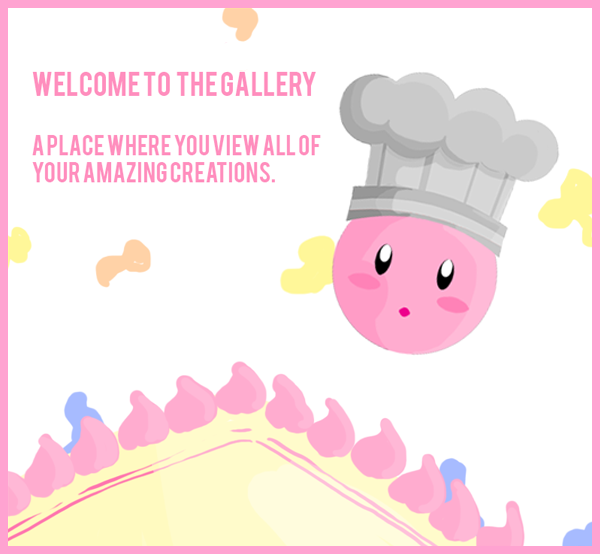 WELCOME TO THE GALLERY
A PLACE WHERE YOU VIEW ALL OF
YOUR AMAZING CREATIONS.